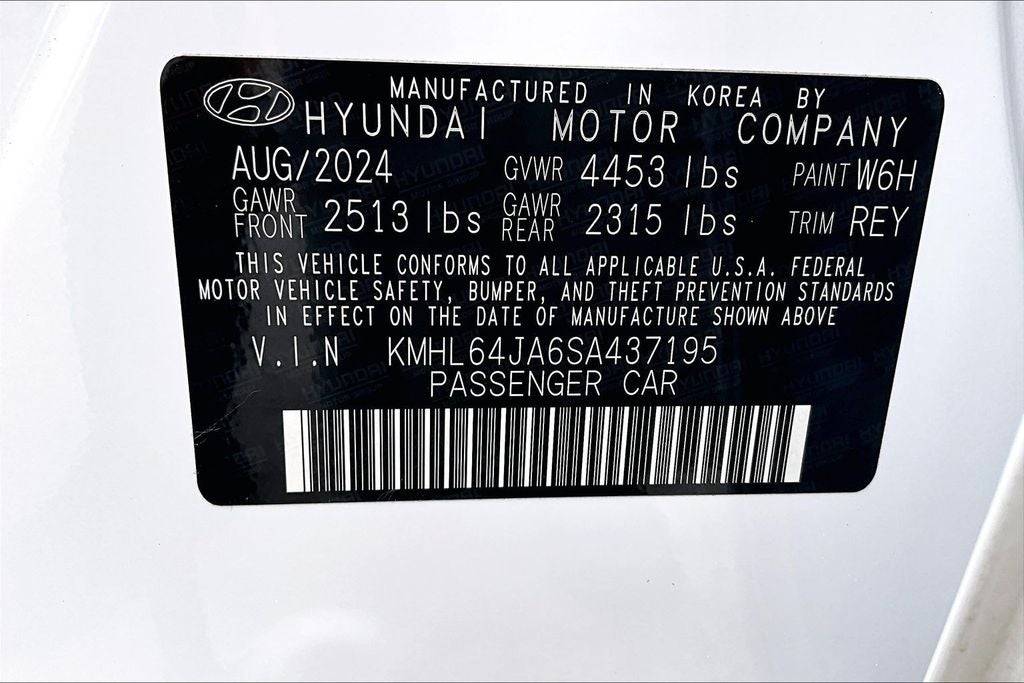 MANUFACTURED IN KOREA BY
HYUNDAI MOTOR COMPANY
AUG/2024 GVWR 4453 lbs PAINT W6H
GAWR FRONT 2513 lbs GAWR REAR 2315 lbs TRIM REY
THIS VEHICLE CONFORMS TO ALL APPLICABLE U.S.A. FEDERAL
MOTOR VEHICLE SAFETY, BUMPER, AND THEFT PREVENTION STANDARDS
IN EFFECT ON THE DATE OF MANUFACTURE SHOWN ABOVE
V.I.N KMHL64JA6SA437195
PASSENGER CAR